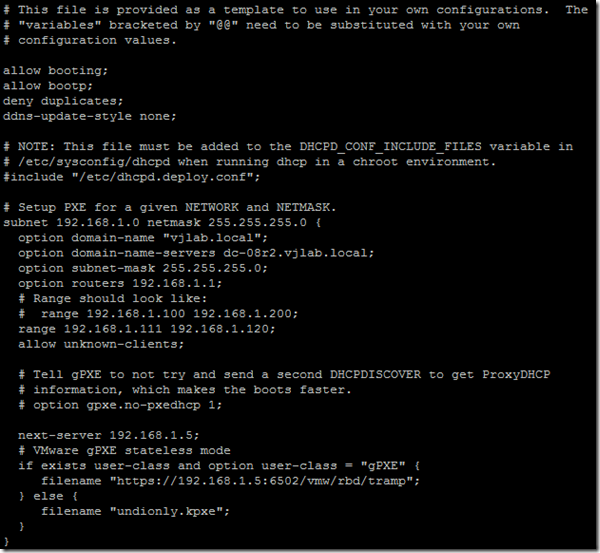 # This file is provided as a template to use in your own configurations.  The
# "variables" bracketed by "@@" need to be substituted with your own
# configuration values.

allow booting;
allow bootp;
deny duplicates;
ddns-update-style none;

# NOTE: This file must be added to the DHCPD_CONF_INCLUDE_FILES variable in
# /etc/sysconfig/dhcpd when running dhcp in a chroot environment.
#include "/etc/dhcpd.deploy.conf";

# Setup PXE for a given NETWORK and NETMASK.
subnet 192.168.1.0 netmask 255.255.255.0 {
  option domain-name "vjlab.local";
  option domain-name-servers dc-08r2.vjlab.local;
  option subnet-mask 255.255.255.0;
  option routers 192.168.1.1;
  # Range should look like:
  #  range 192.168.1.100 192.168.1.200;
  range 192.168.1.111 192.168.1.120;
  allow unknown-clients;

  # Tell gPXE to not try and send a second DHCPDISCOVER to get ProxyDHCP
  # information, which makes the boots faster.
  # option gpxe.no-pxedhcp 1;

  next-server 192.168.1.5;
  # VMware gPXE stateless mode
  if exists user-class and option user-class = "gPXE" {
     filename "https://192.168.1.5:6502/vmw/rbd/tramp";
  } else {
     filename "undionly.kpxe";
  }
}